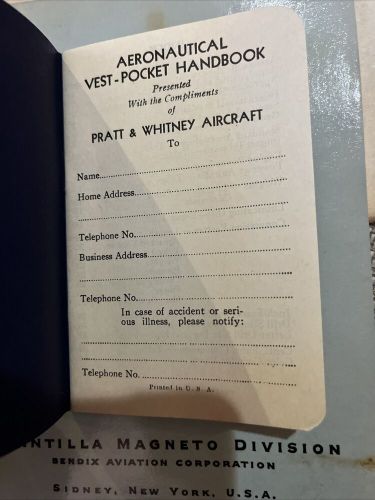 AERONAUTICAL
VEST-POCKET HANDBOOK
Presented
With the Compliments
of
PRATT & WHITNEY AIRCRAFT
To
Name
Home Address
Telephone No.
Business Address
Telephone No.
In case of accident or seri-
ous illness, please notify:
Telephone No.
Printed in U. S. A.
NTILLA MAGNETO DIVISION
BENDIX AVIATION CORPORATION
SIDNEY, NEW YORK, U.S.A.